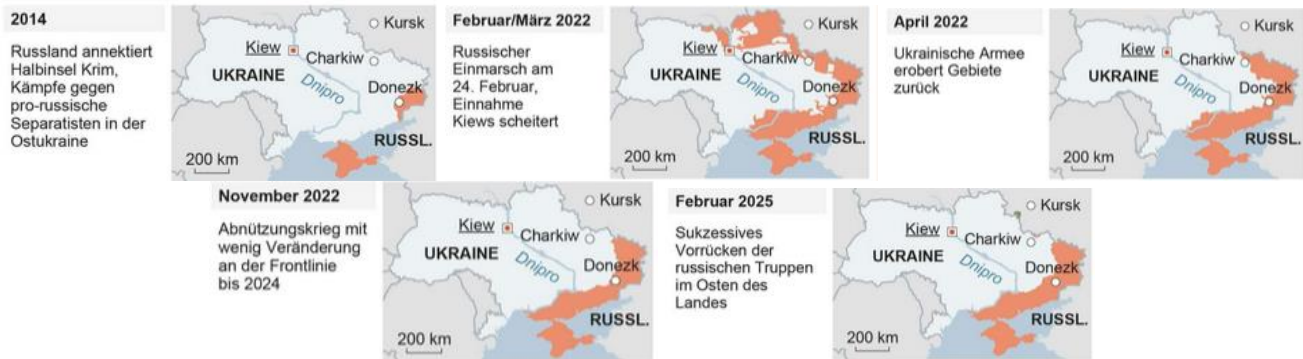 2014
Russland annektiert
Halbinsel Krim,
Kämpfe gegen
pro-russische
Separatisten in der
Ostukraine
Kursk
Kiew
Charkiw
UKRAINE
Dnipro
Donezk
RUSSL.
200 km
Februar/März 2022
Russischer
Einmarsch am
24. Februar,
Einnahme
Kiews scheitert
Kursk
Kiew
Charkiw
UKRAINE
Dnipro
Donezk
RUSSL.
200 km
April 2022
Ukrainische Armee
erobert Gebiete
zurück
Kursk
Kiew
Charkiw
UKRAINE
Dnipro
Donezk
RUSSL.
200 km
November 2022
Abnützungskrieg mit
wenig Veränderung
an der Frontlinie
bis 2024
Kursk
Kiew
Charkiw
UKRAINE
Dnipro
Donezk
RUSSL.
200 km
Februar 2025
Sukzessives
Vorrücken der
russischen Truppen
im Osten des
Landes
Kursk
Kiew
Charkiw
UKRAINE
Dnipro
Donezk
RUSSL.
200 km